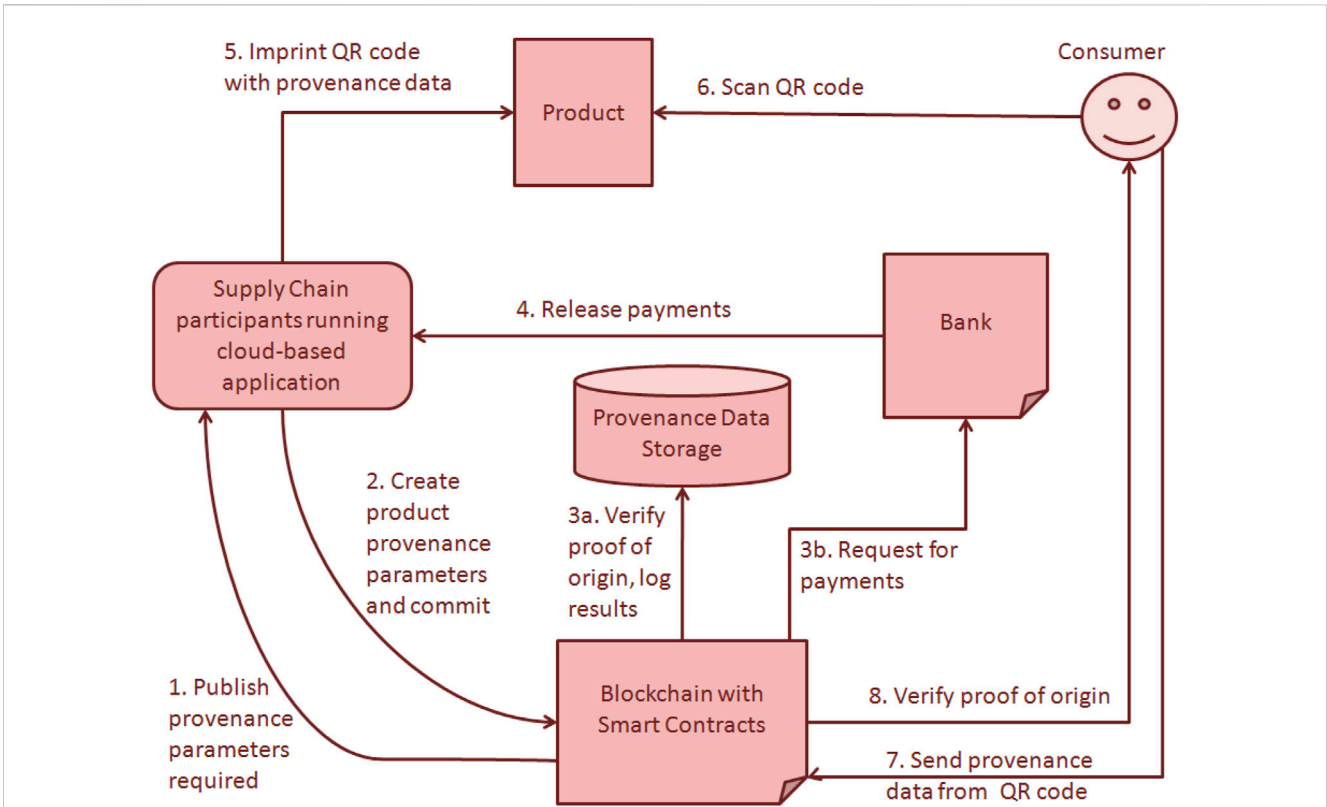 5. Imprint QR code
with provenance data
Product
6. Scan QR code
Consumer
Supply Chain
participants running
cloud-based
application
4. Release payments
Bank
Provenance Data
Storage
2. Create
product
provenance
parameters
and commit
3a. Verify
proof of
origin, log
results
3b. Request for
payments
1. Publish
provenance
parameters
required
Blockchain with
Smart Contracts
8. Verify proof of origin
7. Send provenance
data from QR code